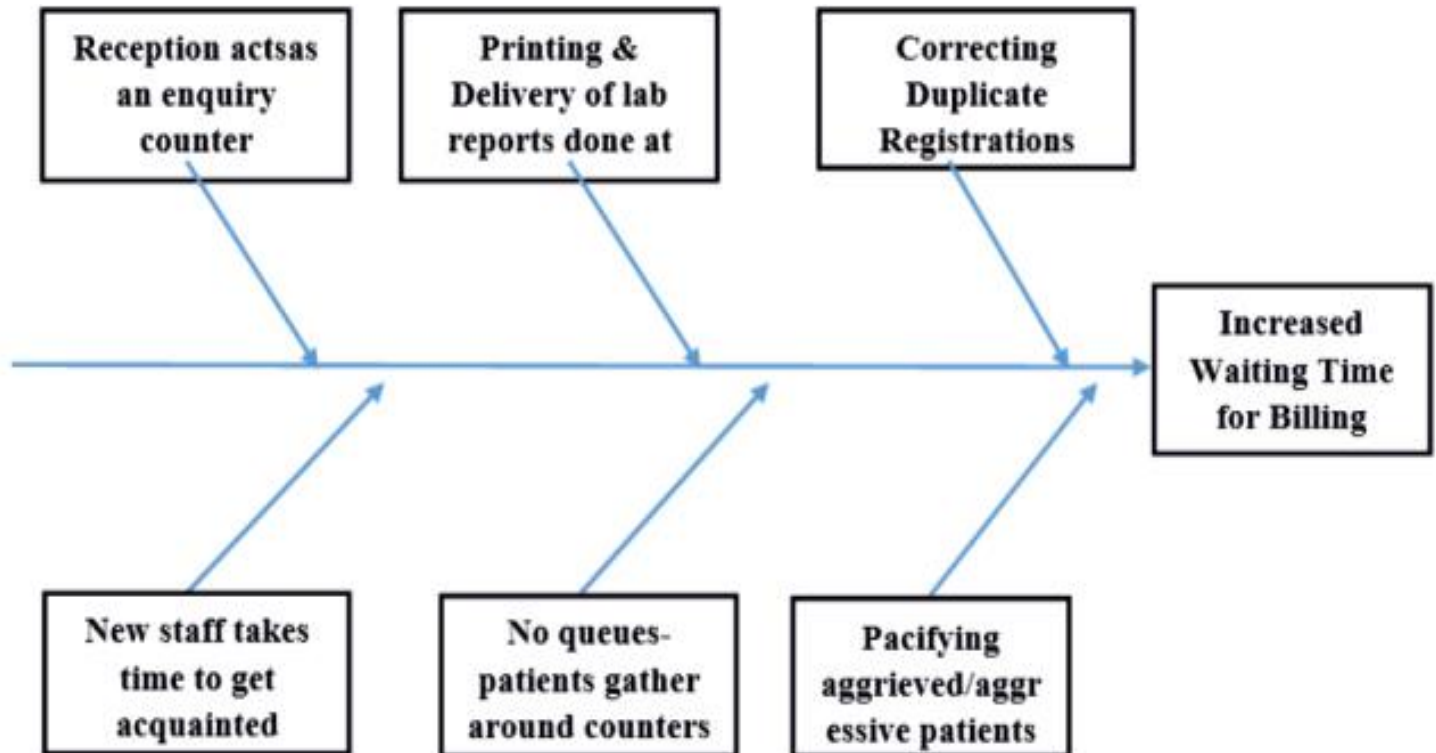 Reception actsas
an enquiry
counter
Printing &
Delivery of lab
reports done at
Correcting
Duplicate
Registrations
Increased
Waiting Time
for Billing
New staff takes
time to get
acquainted
No queues-
patients gather
around counters
Pacifying
aggrieved/aggr
essive patients